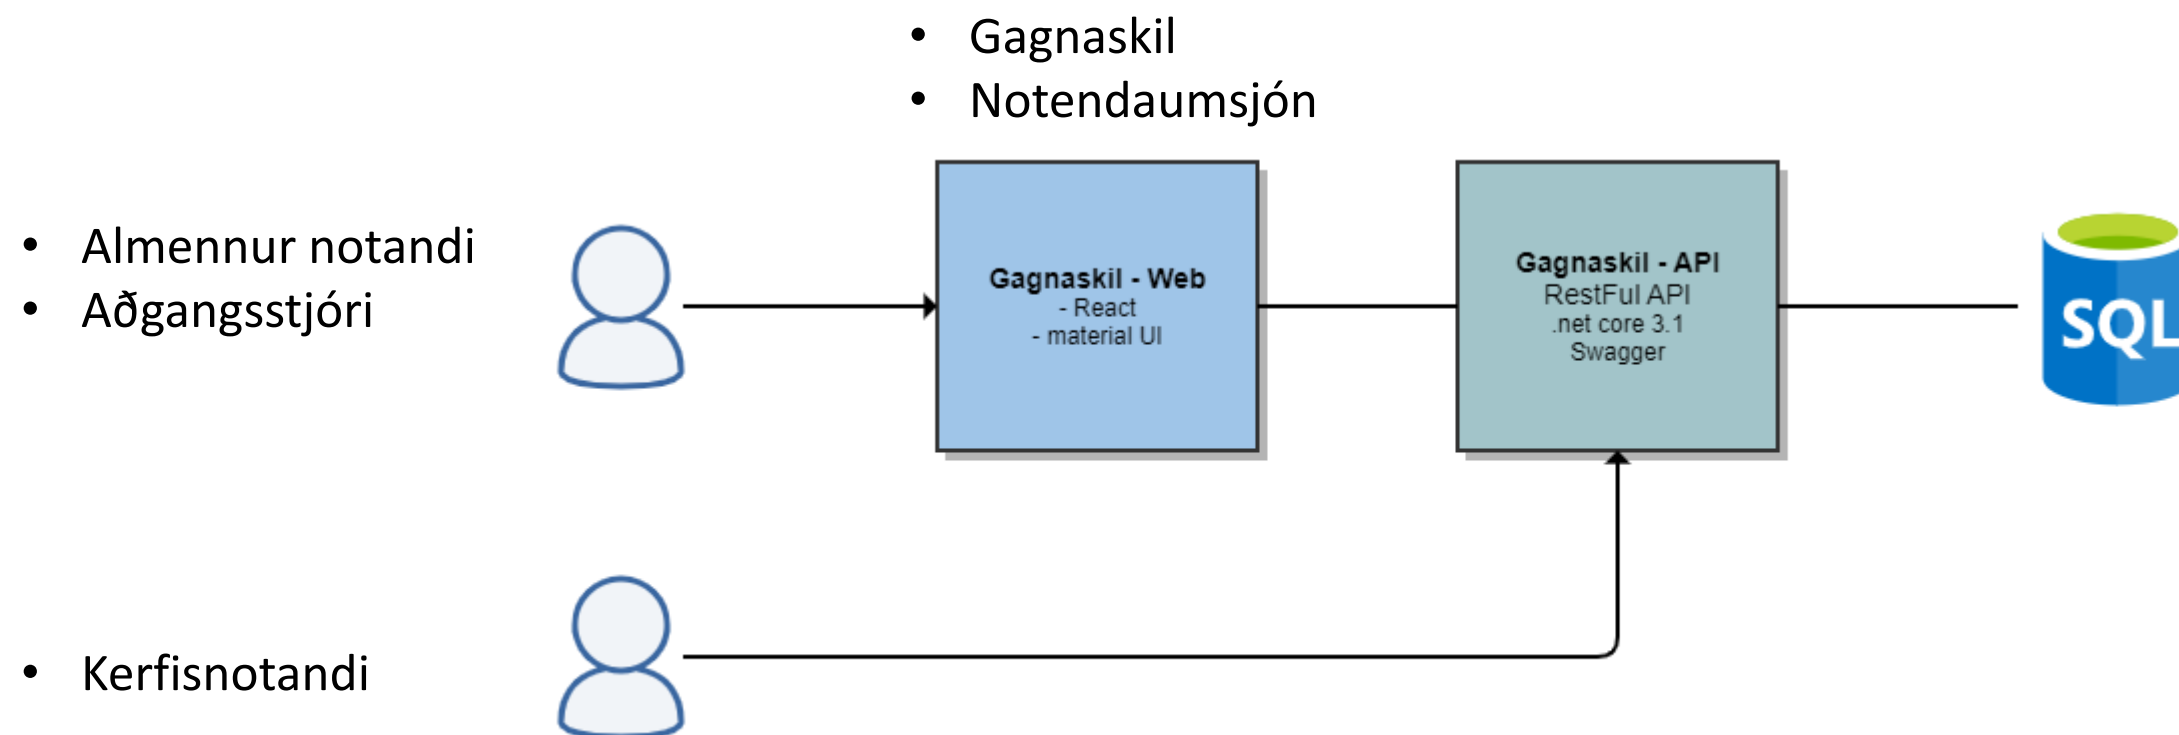 • Gagnaskil
• Notendaumsjón
• Almennur notandi
• Aðgangsstjóri
Gagnaskil - Web
- React
- material UI
Gagnaskil - API
RestFul API
.net core 3.1
Swagger
SQL
• Kerfisnotandi